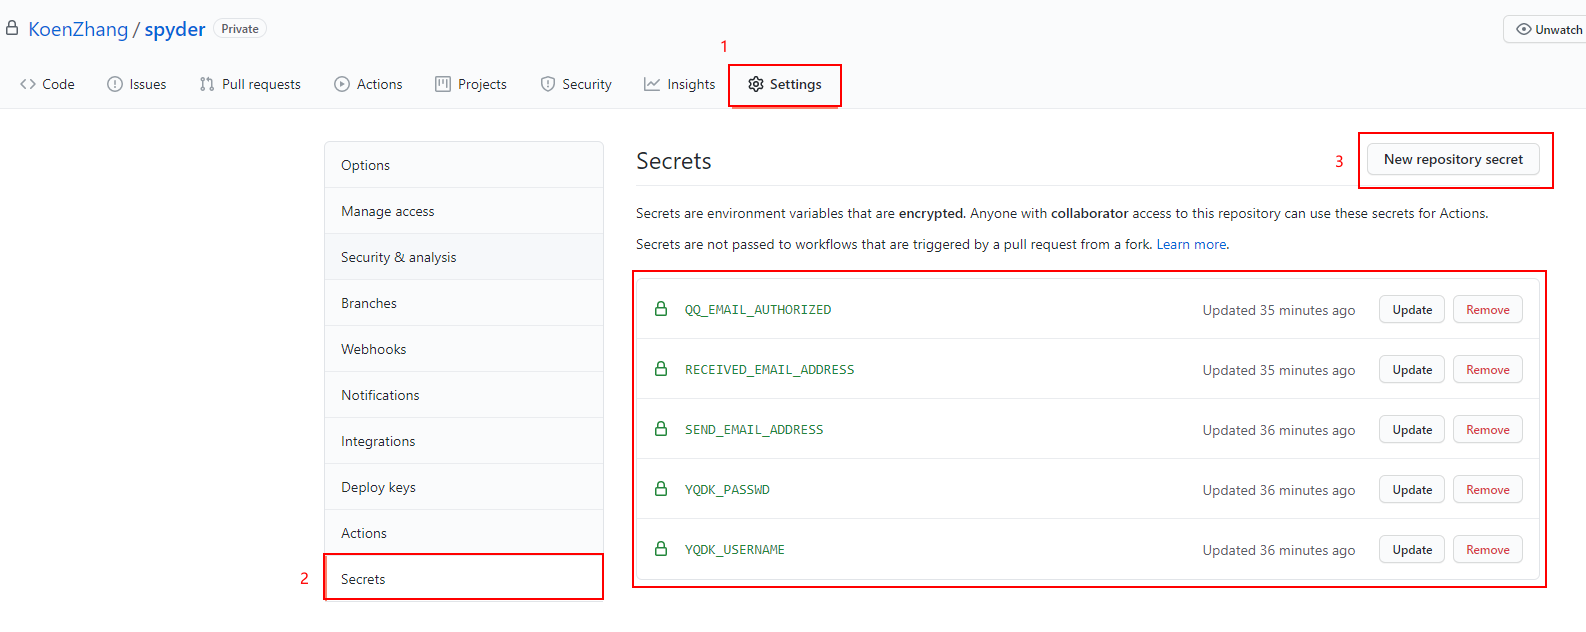 KoenZhang / spyder Private
Unwatch
1
Code Issues Pull requests Actions Projects Security Insights Settings
Options
Manage access
Security & analysis
Branches
Webhooks
Notifications
Integrations
Deploy keys
Actions
2 Secrets
Secrets
3 New repository secret
Secrets are environment variables that are encrypted. Anyone with collaborator access to this repository can use these secrets for Actions.
Secrets are not passed to workflows that are triggered by a pull request from a fork. Learn more.
QQ_EMAIL_AUTHORIZED Updated 35 minutes ago Update Remove
RECEIVED_EMAIL_ADDRESS Updated 35 minutes ago Update Remove
SEND_EMAIL_ADDRESS Updated 36 minutes ago Update Remove
YQDK_PASSWD Updated 36 minutes ago Update Remove
YQDK_USERNAME Updated 36 minutes ago Update Remove